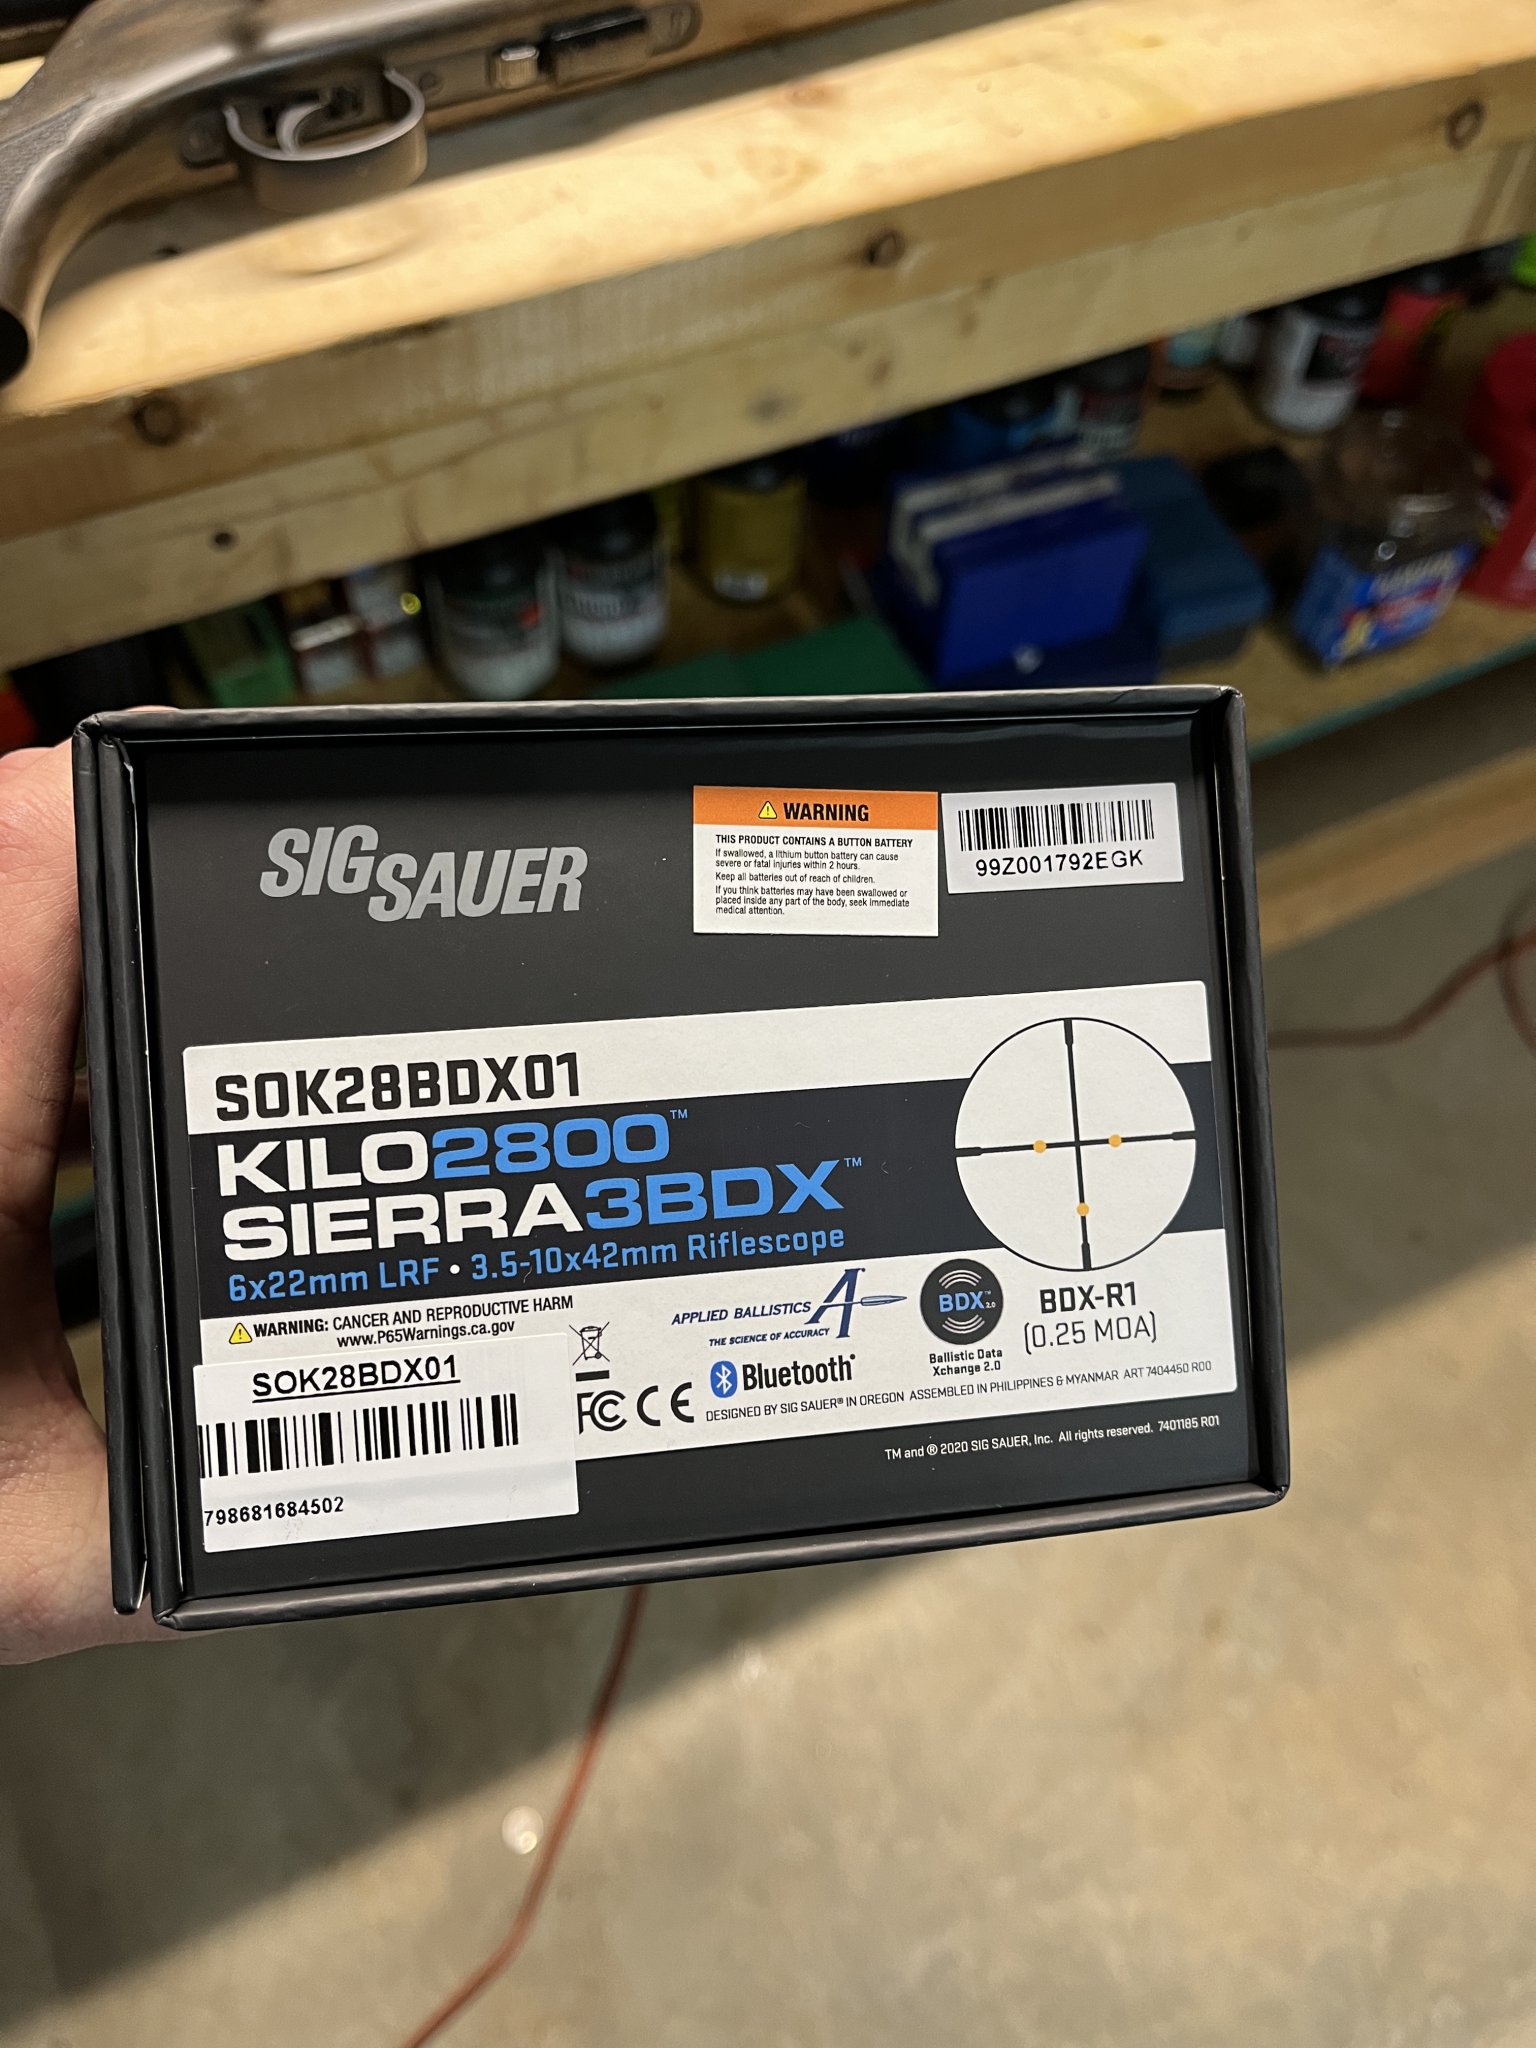 SIG SAUER
WARNING
THIS PRODUCT CONTAINS A BUTTON BATTERY
If swallowed, a lithium button battery can cause
severe or fatal injuries within 2 hours.
Keep all batteries out of reach of children.
If you think batteries may have been swallowed or
placed inside any part of the body, seek immediate
medical attention.
99Z001792EGK
SOK28BDX01
KILO2800™
SIERRA3BDX™
6x22mm LRF • 3.5-10x42mm Riflescope
WARNING: CANCER AND REPRODUCTIVE HARM
www.P65Warnings.ca.gov
APPLIED BALLISTICS
THE SCIENCE OF ACCURACY
BDX™ 2.0
Ballistic Data
Xchange 2.0
BDX-R1
(0.25 MOA)
Bluetooth®
FCC CE
DESIGNED BY SIG SAUER® IN OREGON ASSEMBLED IN PHILIPPINES & MYANMAR ART 7404450 R00
SOK28BDX01
798681684502
TM and ® 2020 SIG SAUER, Inc. All rights reserved. 7401185 R01